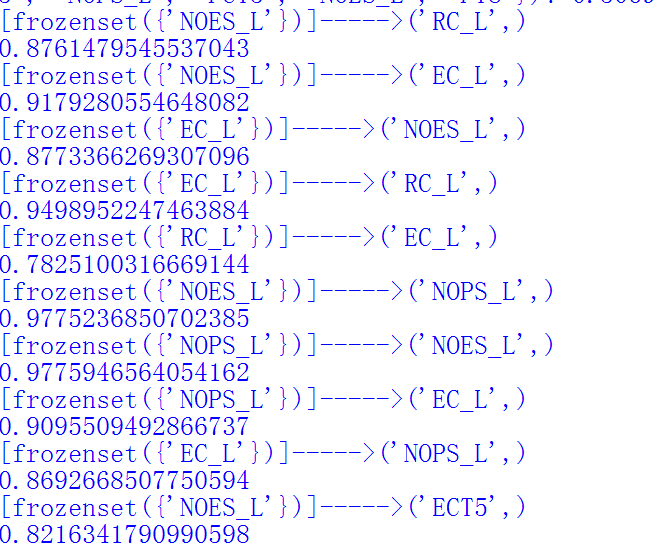 [frozenset({'NOES_L'})]----->('RC_L',)
0.8761479545537043
[frozenset({'NOES_L'})]----->('EC_L',)
0.9179280554648082
[frozenset({'EC_L'})]----->('NOES_L',)
0.8773366269307096
[frozenset({'EC_L'})]----->('RC_L',)
0.9498952247463884
[frozenset({'RC_L'})]----->('EC_L',)
0.7825100316669144
[frozenset({'NOES_L'})]----->('NOPS_L',)
0.9775236850702385
[frozenset({'NOPS_L'})]----->('NOES_L',)
0.9775946564054162
[frozenset({'NOPS_L'})]----->('EC_L',)
0.9095509492866737
[frozenset({'EC_L'})]----->('NOPS_L',)
0.8692668507750594
[frozenset({'NOES_L'})]----->('ECT5',)
0.8216341790990598